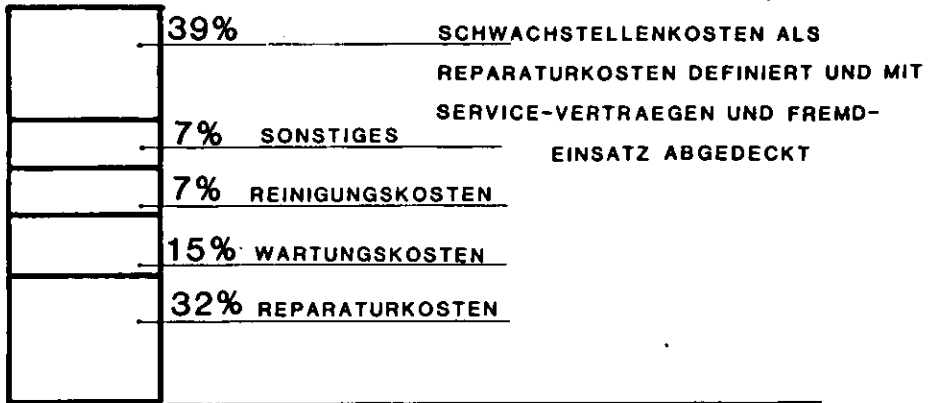 39% SCHWACHSTELLENKOSTEN ALS
REPARATURKOSTEN DEFINIERT UND MIT
SERVICE-VERTRAEGEN UND FREMD-
EINSATZ ABGEDECKT
7% SONSTIGES
7% REINIGUNGSKOSTEN
15% WARTUNGSKOSTEN
32% REPARATURKOSTEN